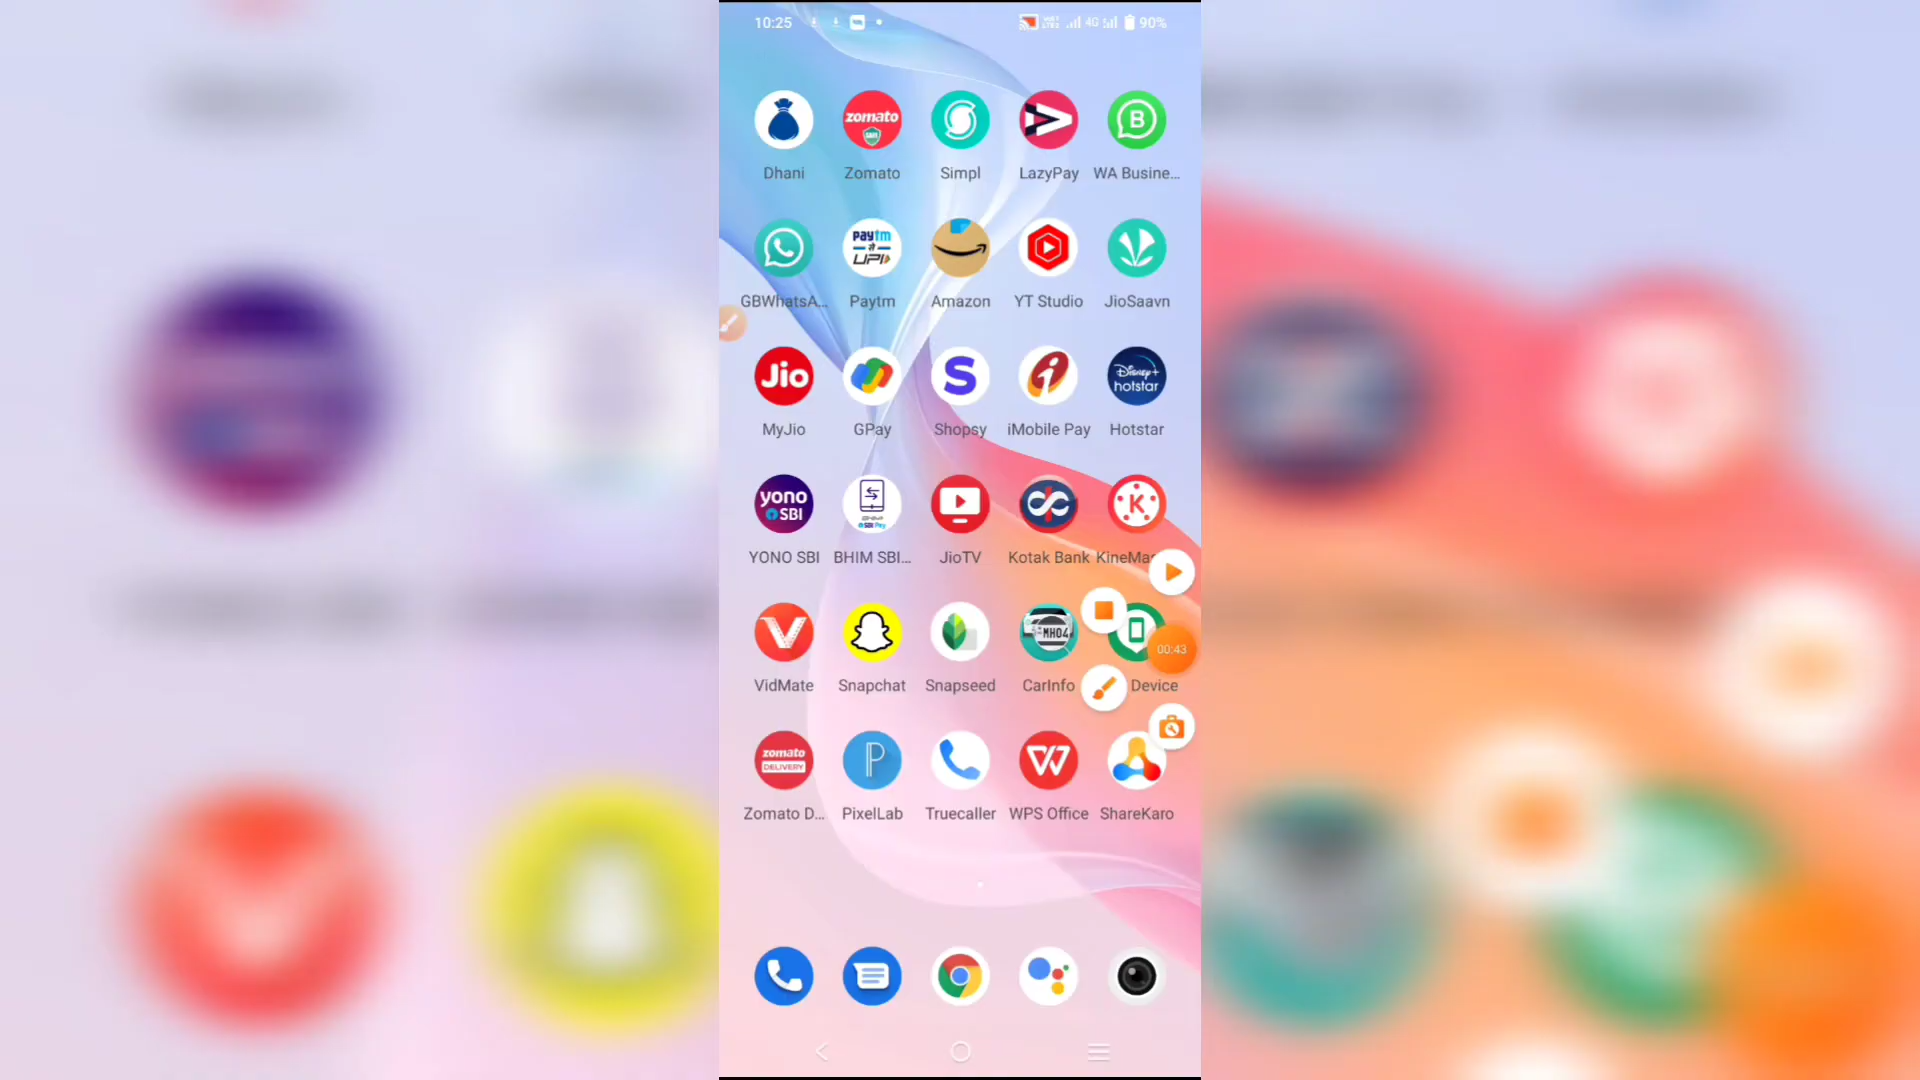 10:25 4G 90%
Dhani Zomato Simpl LazyPay WA Busine...
GBWhatsA... Paytm Amazon YT Studio JioSaavn
MyJio GPay Shopsy iMobile Pay Hotstar
YONO SBI BHIM SBI... JioTV Kotak Bank KineMa
00:43
VidMate Snapchat Snapseed CarInfo Device
Zomato D... PixelLab Truecaller WPS Office ShareKaro